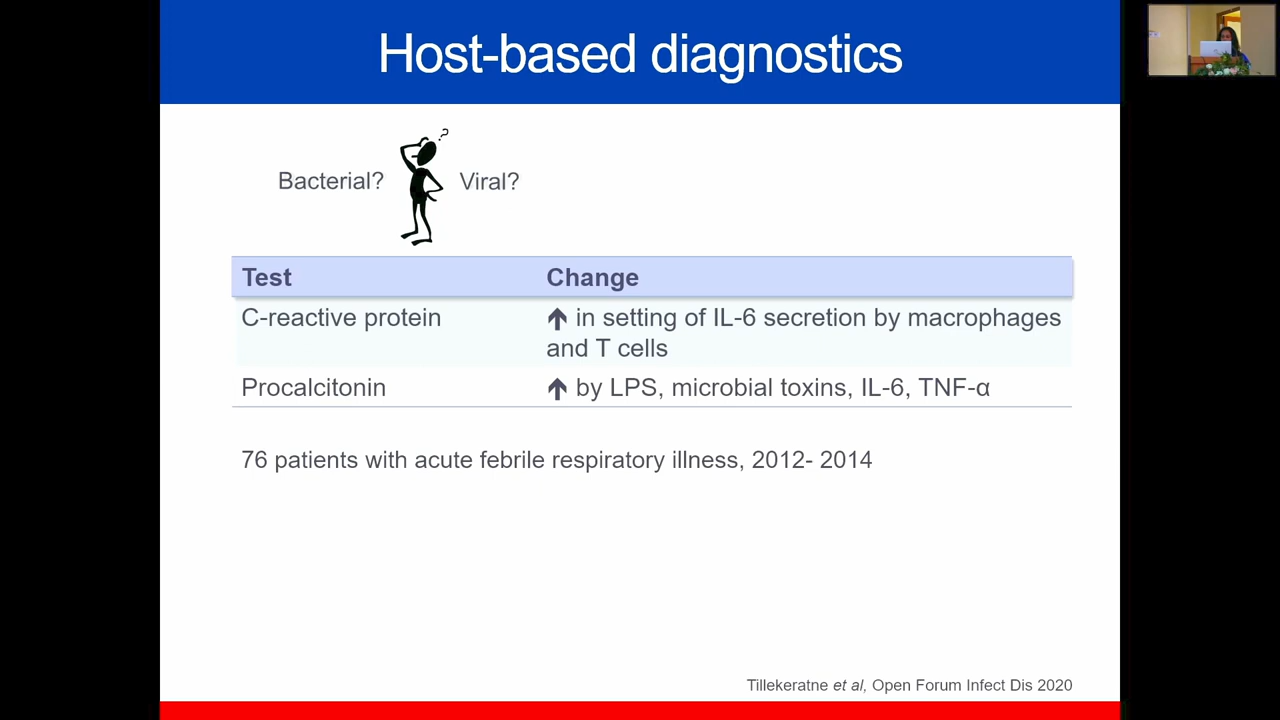 Host-based diagnostics
?
Bacterial?
Viral?
Test Change
C-reactive protein ↑ in setting of IL-6 secretion by macrophages
and T cells
Procalcitonin ↑ by LPS, microbial toxins, IL-6, TNF-α
76 patients with acute febrile respiratory illness, 2012- 2014
Tillekeratne et al, Open Forum Infect Dis 2020